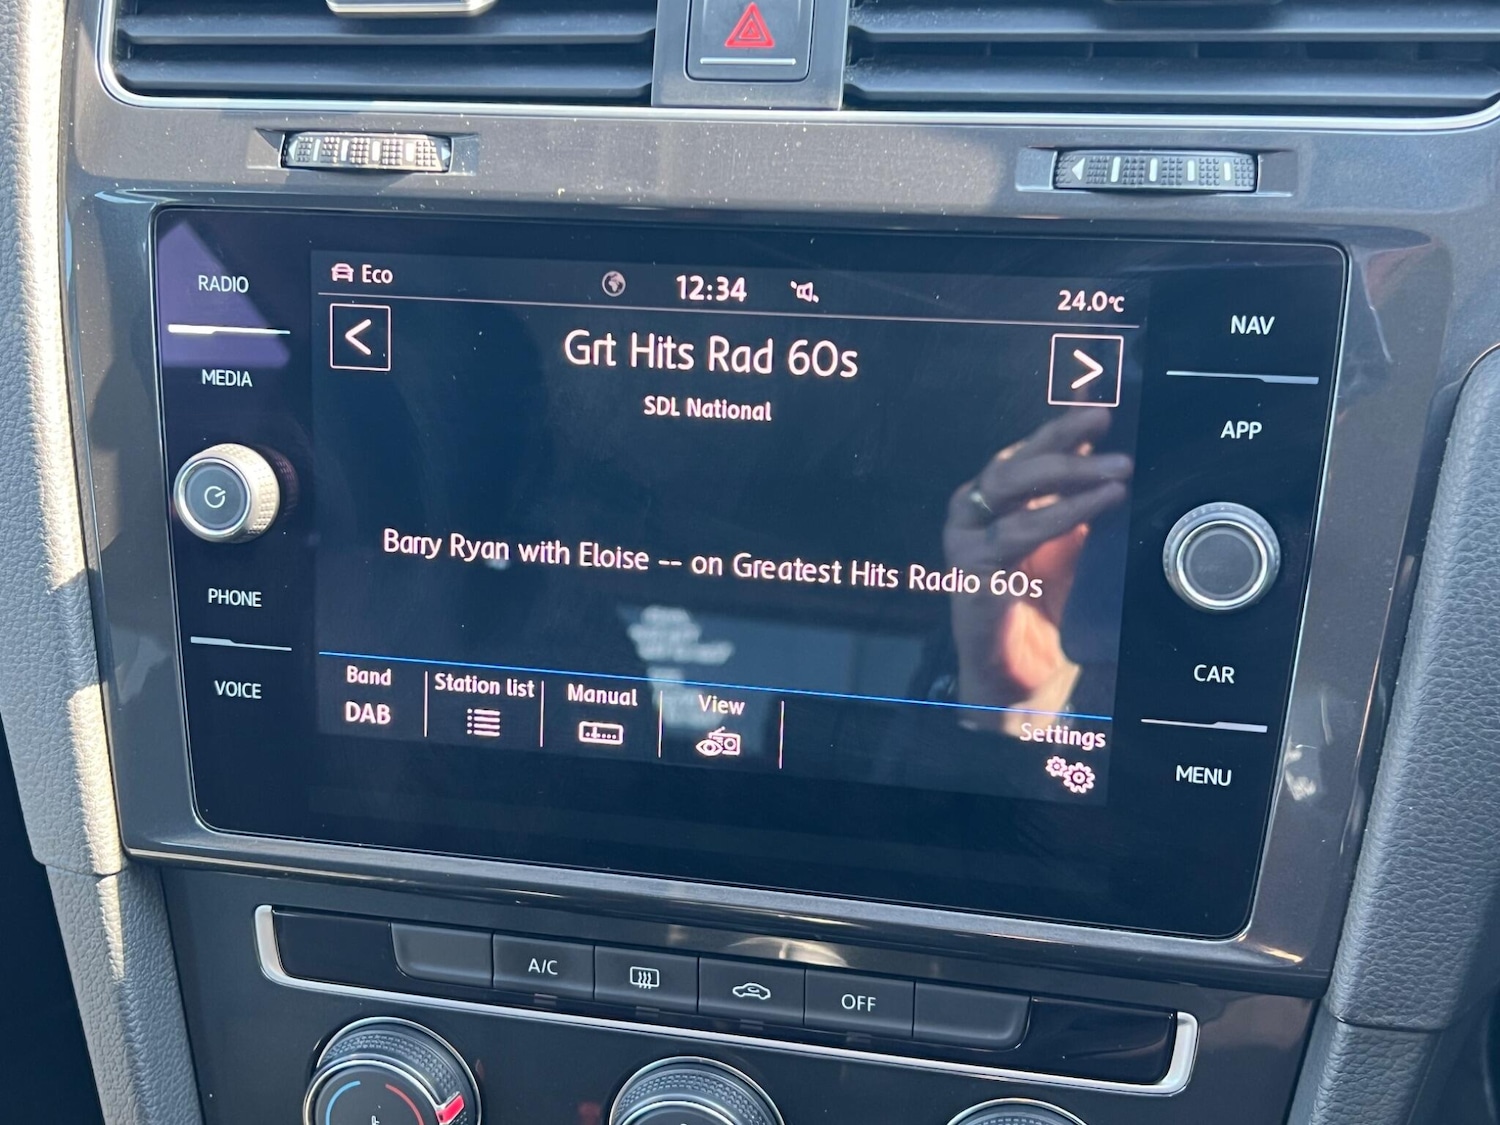 RADIO
MEDIA
PHONE
VOICE
Eco
12:34
24.0°C
<
Grt Hits Rad 60s
>
SDL National
Barry Ryan with Eloise -- on Greatest Hits Radio 60s
Band
DAB
Station list
Manual
View
Settings
NAV
APP
CAR
MENU
A/C
OFF